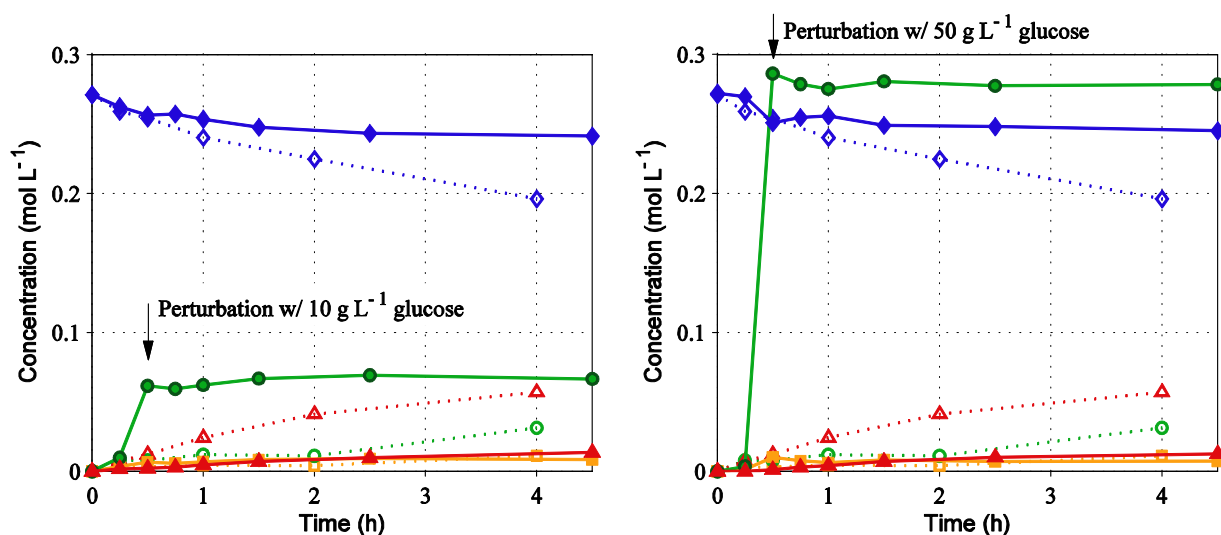 Perturbation w/ 50 g L⁻¹ glucose
0.3
0.2
0.1
0
Concentration (mol L⁻¹)
Perturbation w/ 10 g L⁻¹ glucose
0 1 2 3 4
Time (h)
0.3
0.2
0.1
0
Concentration (mol L⁻¹)
0 1 2 3 4
Time (h)